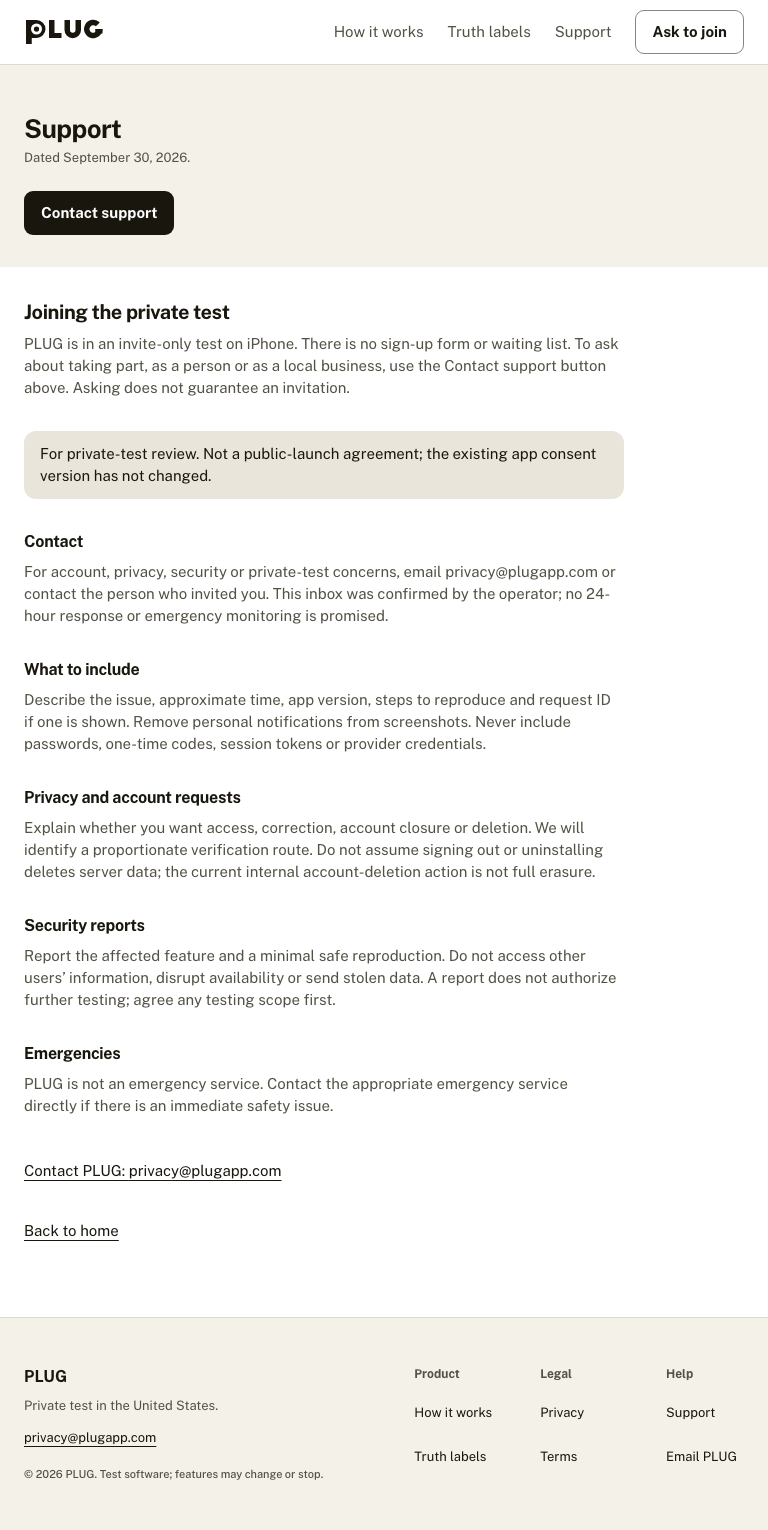 PLUG
How it works
Truth labels
Support
Ask to join
Support
Dated September 30, 2026.
Contact support
Joining the private test
PLUG is in an invite-only test on iPhone. There is no sign-up form or waiting list. To ask
about taking part, as a person or as a local business, use the Contact support button
above. Asking does not guarantee an invitation.
For private-test review. Not a public-launch agreement; the existing app consent
version has not changed.
Contact
For account, privacy, security or private-test concerns, email privacy@plugapp.com or
contact the person who invited you. This inbox was confirmed by the operator; no 24-
hour response or emergency monitoring is promised.
What to include
Describe the issue, approximate time, app version, steps to reproduce and request ID
if one is shown. Remove personal notifications from screenshots. Never include
passwords, one-time codes, session tokens or provider credentials.
Privacy and account requests
Explain whether you want access, correction, account closure or deletion. We will
identify a proportionate verification route. Do not assume signing out or uninstalling
deletes server data; the current internal account-deletion action is not full erasure.
Security reports
Report the affected feature and a minimal safe reproduction. Do not access other
users’ information, disrupt availability or send stolen data. A report does not authorize
further testing; agree any testing scope first.
Emergencies
PLUG is not an emergency service. Contact the appropriate emergency service
directly if there is an immediate safety issue.
Contact PLUG: privacy@plugapp.com
Back to home
PLUG
Private test in the United States.
privacy@plugapp.com
© 2026 PLUG. Test software; features may change or stop.
Product
How it works
Truth labels
Legal
Privacy
Terms
Help
Support
Email PLUG